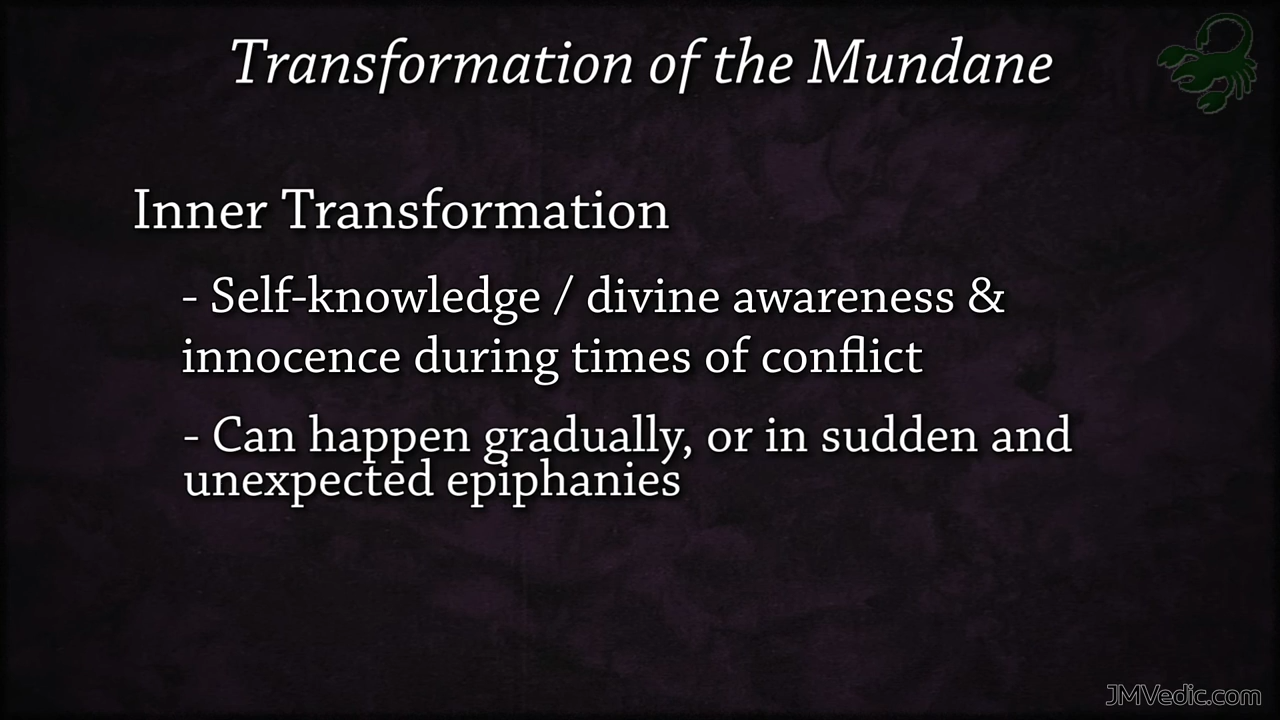 Transformation of the Mundane
Inner Transformation
- Self-knowledge / divine awareness &
innocence during times of conflict
- Can happen gradually, or in sudden and
unexpected epiphanies
JMVedic.com